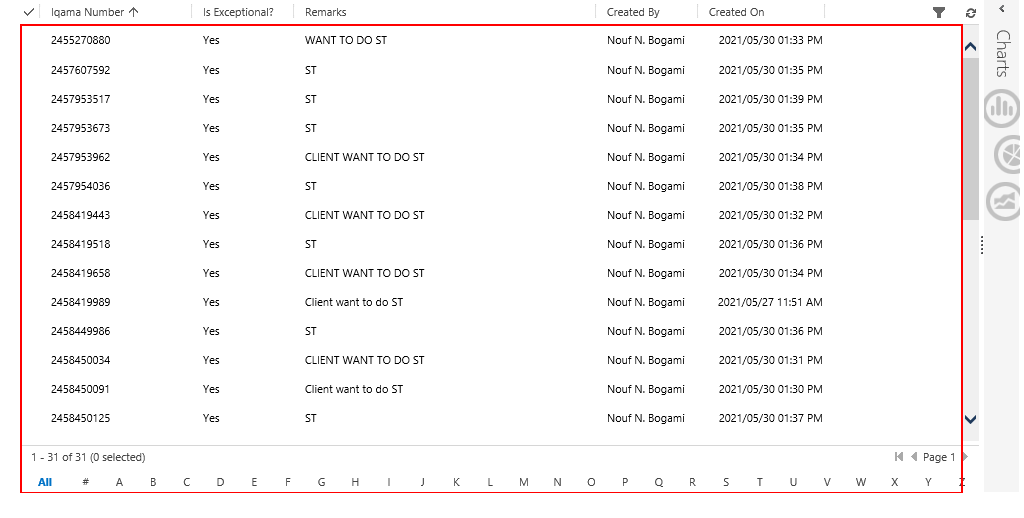 Iqama Number Is Exceptional? Remarks Created By Created On
2455270880 Yes WANT TO DO ST Nouf N. Bogami 2021/05/30 01:33 PM
2457607592 Yes ST Nouf N. Bogami 2021/05/30 01:35 PM
2457953517 Yes ST Nouf N. Bogami 2021/05/30 01:39 PM
2457953673 Yes ST Nouf N. Bogami 2021/05/30 01:35 PM
2457953962 Yes CLIENT WANT TO DO ST Nouf N. Bogami 2021/05/30 01:34 PM
2457954036 Yes ST Nouf N. Bogami 2021/05/30 01:38 PM
2458419443 Yes CLIENT WANT TO DO ST Nouf N. Bogami 2021/05/30 01:32 PM
2458419518 Yes ST Nouf N. Bogami 2021/05/30 01:36 PM
2458419658 Yes CLIENT WANT TO DO ST Nouf N. Bogami 2021/05/30 01:34 PM
2458419989 Yes Client want to do ST Nouf N. Bogami 2021/05/27 11:51 AM
2458449986 Yes ST Nouf N. Bogami 2021/05/30 01:36 PM
2458450034 Yes CLIENT WANT TO DO ST Nouf N. Bogami 2021/05/30 01:31 PM
2458450091 Yes Client want to do ST Nouf N. Bogami 2021/05/30 01:30 PM
2458450125 Yes ST Nouf N. Bogami 2021/05/30 01:37 PM
1 - 31 of 31 (0 selected) Page 1
All # A B C D E F G H I J K L M N O P Q R S T U V W X Y Z
Charts